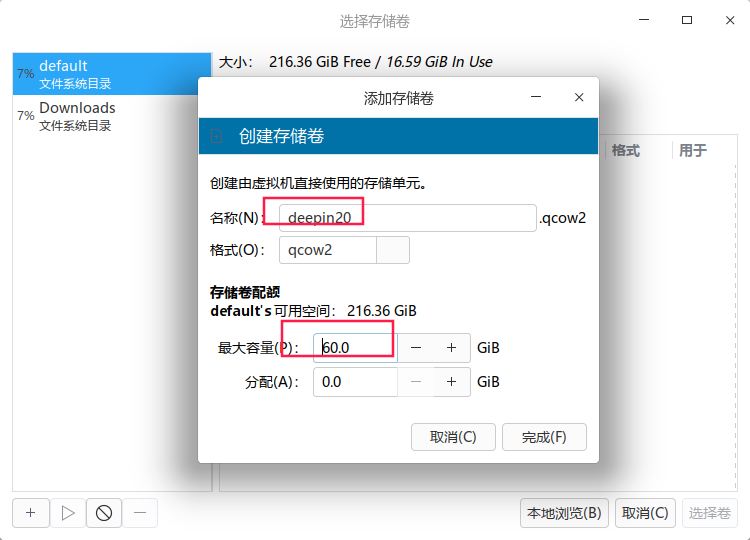 选择存储卷
7% default
文件系统目录
7% Downloads
文件系统目录
大小： 216.36 GiB Free / 16.59 GiB In Use
格式 用于
添加存储卷
创建存储卷
创建由虚拟机直接使用的存储单元。
名称(N): deepin20 .qcow2
格式(O): qcow2
存储卷配额
default's 可用空间： 216.36 GiB
最大容量(P): 60.0 GiB
分配(A): 0.0 GiB
取消(C) 完成(F)
本地浏览(B) 取消(C) 选择卷